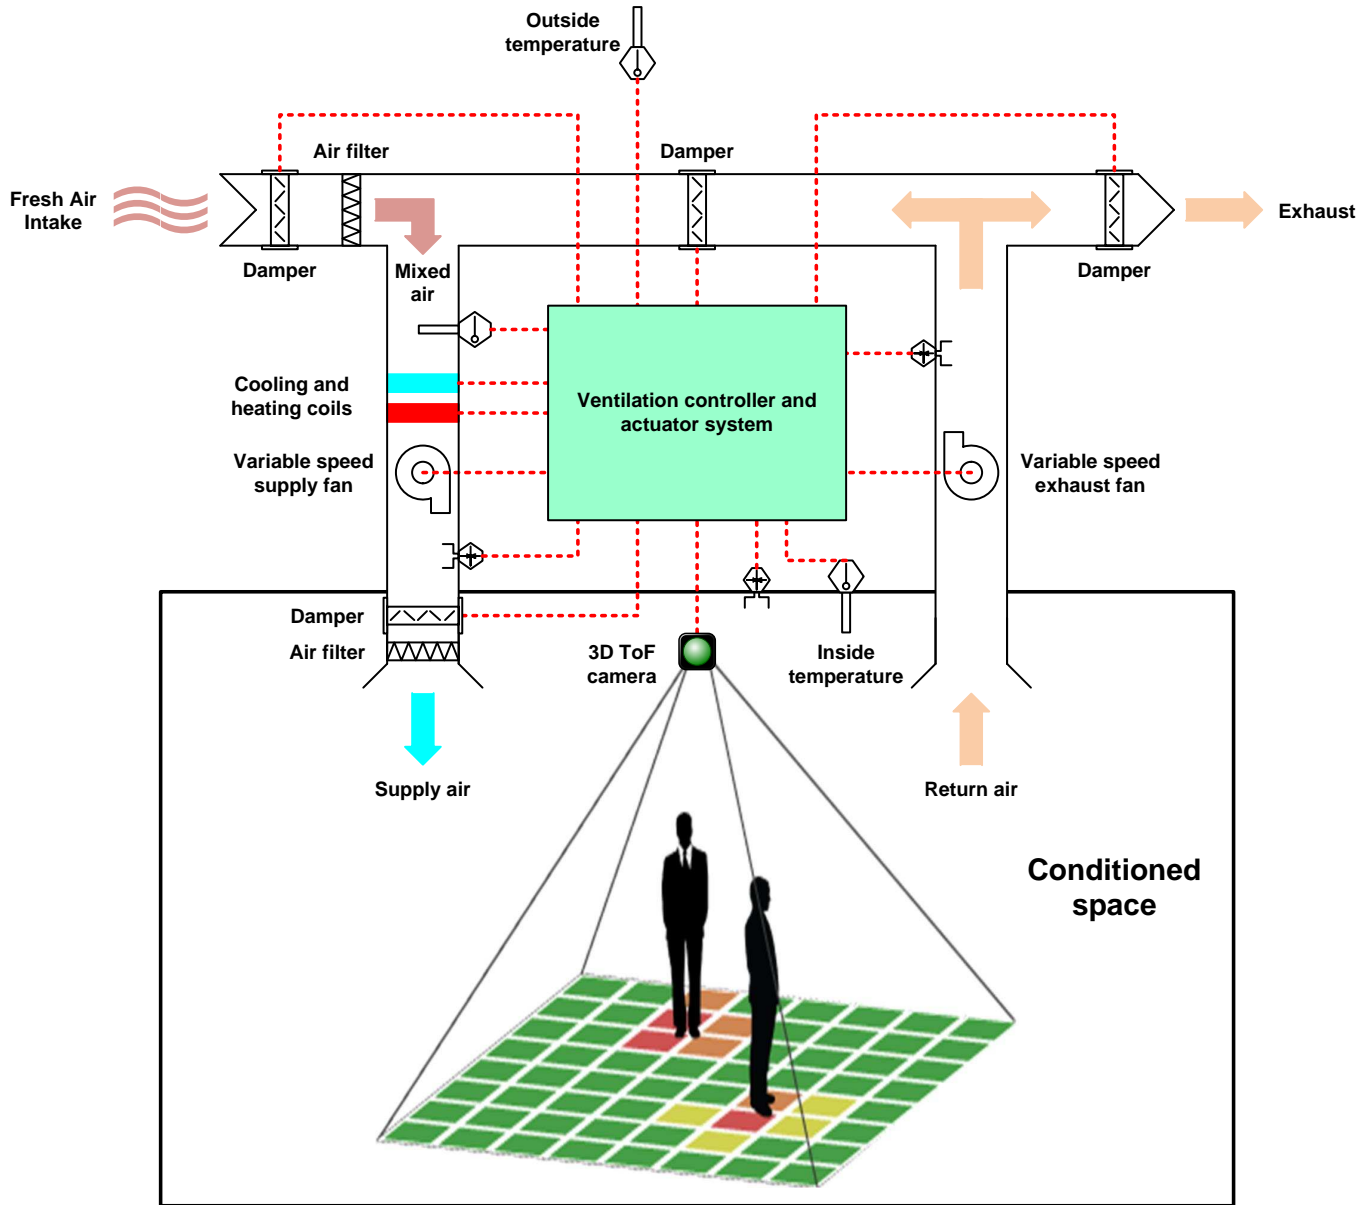 Outside
temperature
Air filter
Damper
Fresh Air
Intake
Exhaust
Damper
Mixed
air
Damper
Cooling and
heating coils
Ventilation controller and
actuator system
Variable speed
supply fan
Variable speed
exhaust fan
Damper
Air filter
3D ToF
camera
Inside
temperature
Supply air
Return air
Conditioned
space